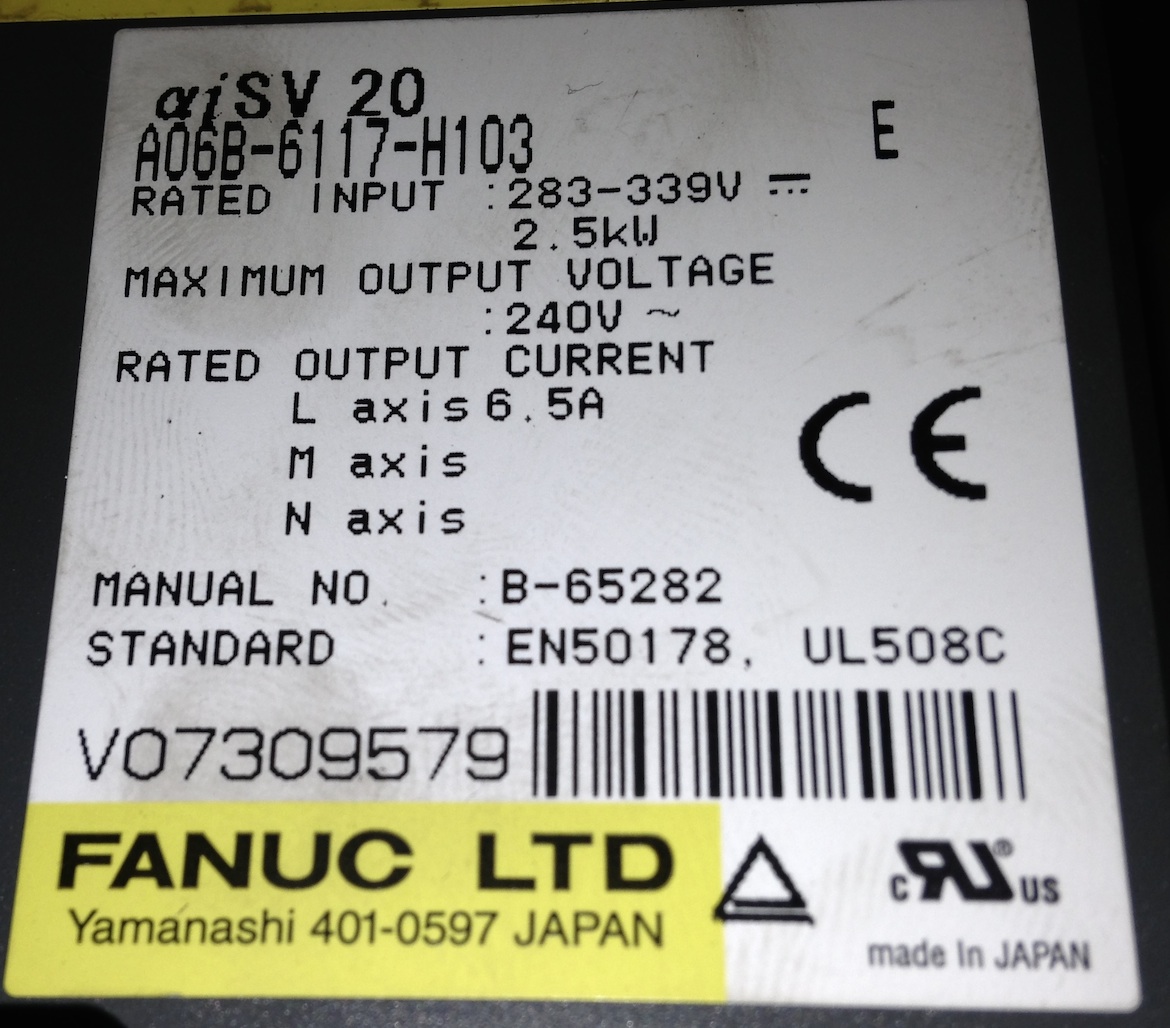 αiSV 20
A06B-6117-H103 E
RATED INPUT :283-339V ⎓
2.5kW
MAXIMUM OUTPUT VOLTAGE
:240V ~
RATED OUTPUT CURRENT
L axis 6.5A
M axis
N axis
CE
MANUAL NO. :B-65282
STANDARD :EN50178, UL508C
V07309579
FANUC LTD
Yamanashi 401-0597 JAPAN
c RU® US
made In JAPAN